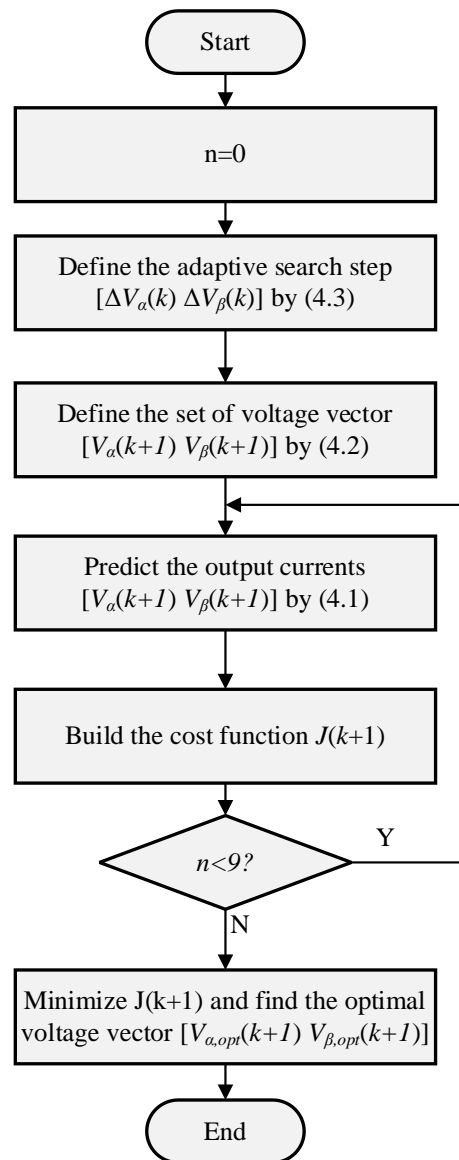 Start
n=0
Define the adaptive search step
[ΔVα(k) ΔVβ(k)] by (4.3)
Define the set of voltage vector
[Vα(k+1) Vβ(k+1)] by (4.2)
Predict the output currents
[Vα(k+1) Vβ(k+1)] by (4.1)
Build the cost function J(k+1)
n<9?
Y
N
Minimize J(k+1) and find the optimal
voltage vector [Vα,opt(k+1) Vβ,opt(k+1)]
End